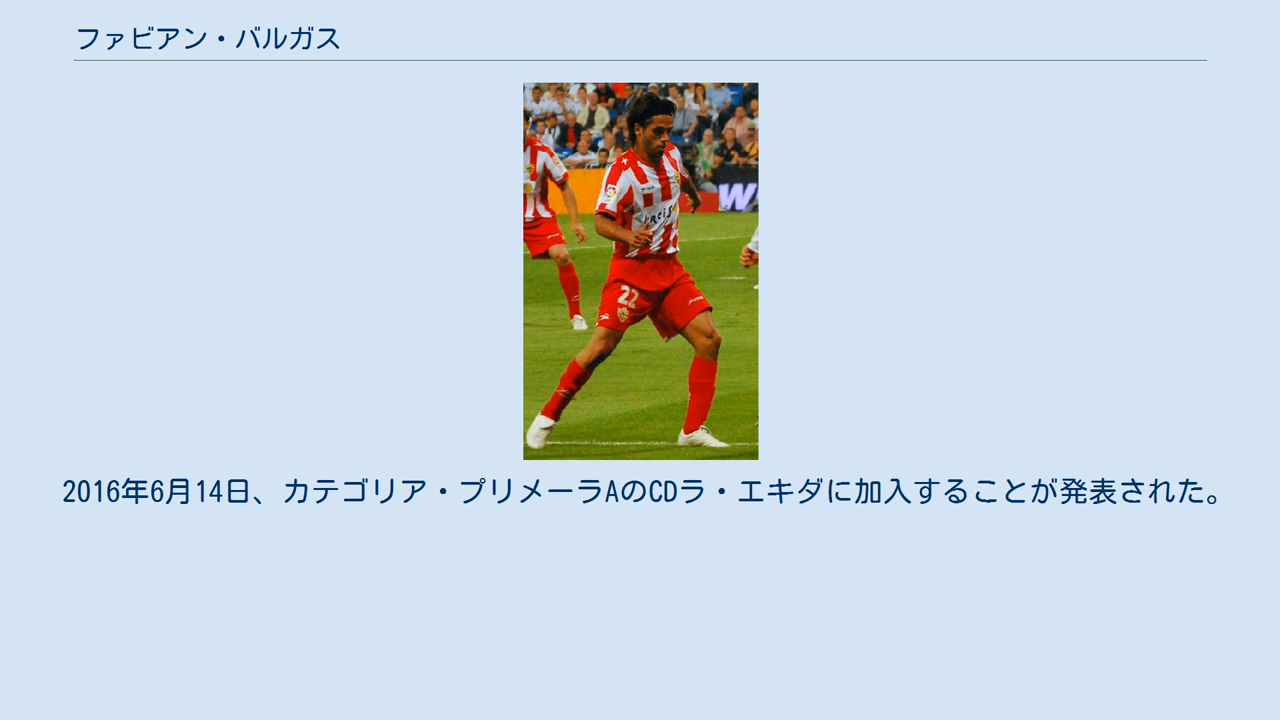 ファビアン・バルガス
W
22
2016年6月14日、カテゴリア・プリメーラAのCDラ・エキダに加入することが発表された。